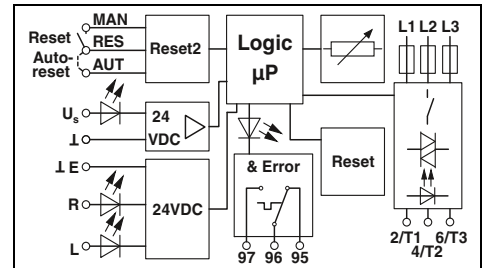 MAN
Reset
RES
Auto-
reset
AUT
Reset2
Logic
µP
L1 L2 L3
Us
24
VDC
⊥
⊥ E
R
L
24VDC
& Error
Reset
97 96 95
2/T1 6/T3
4/T2